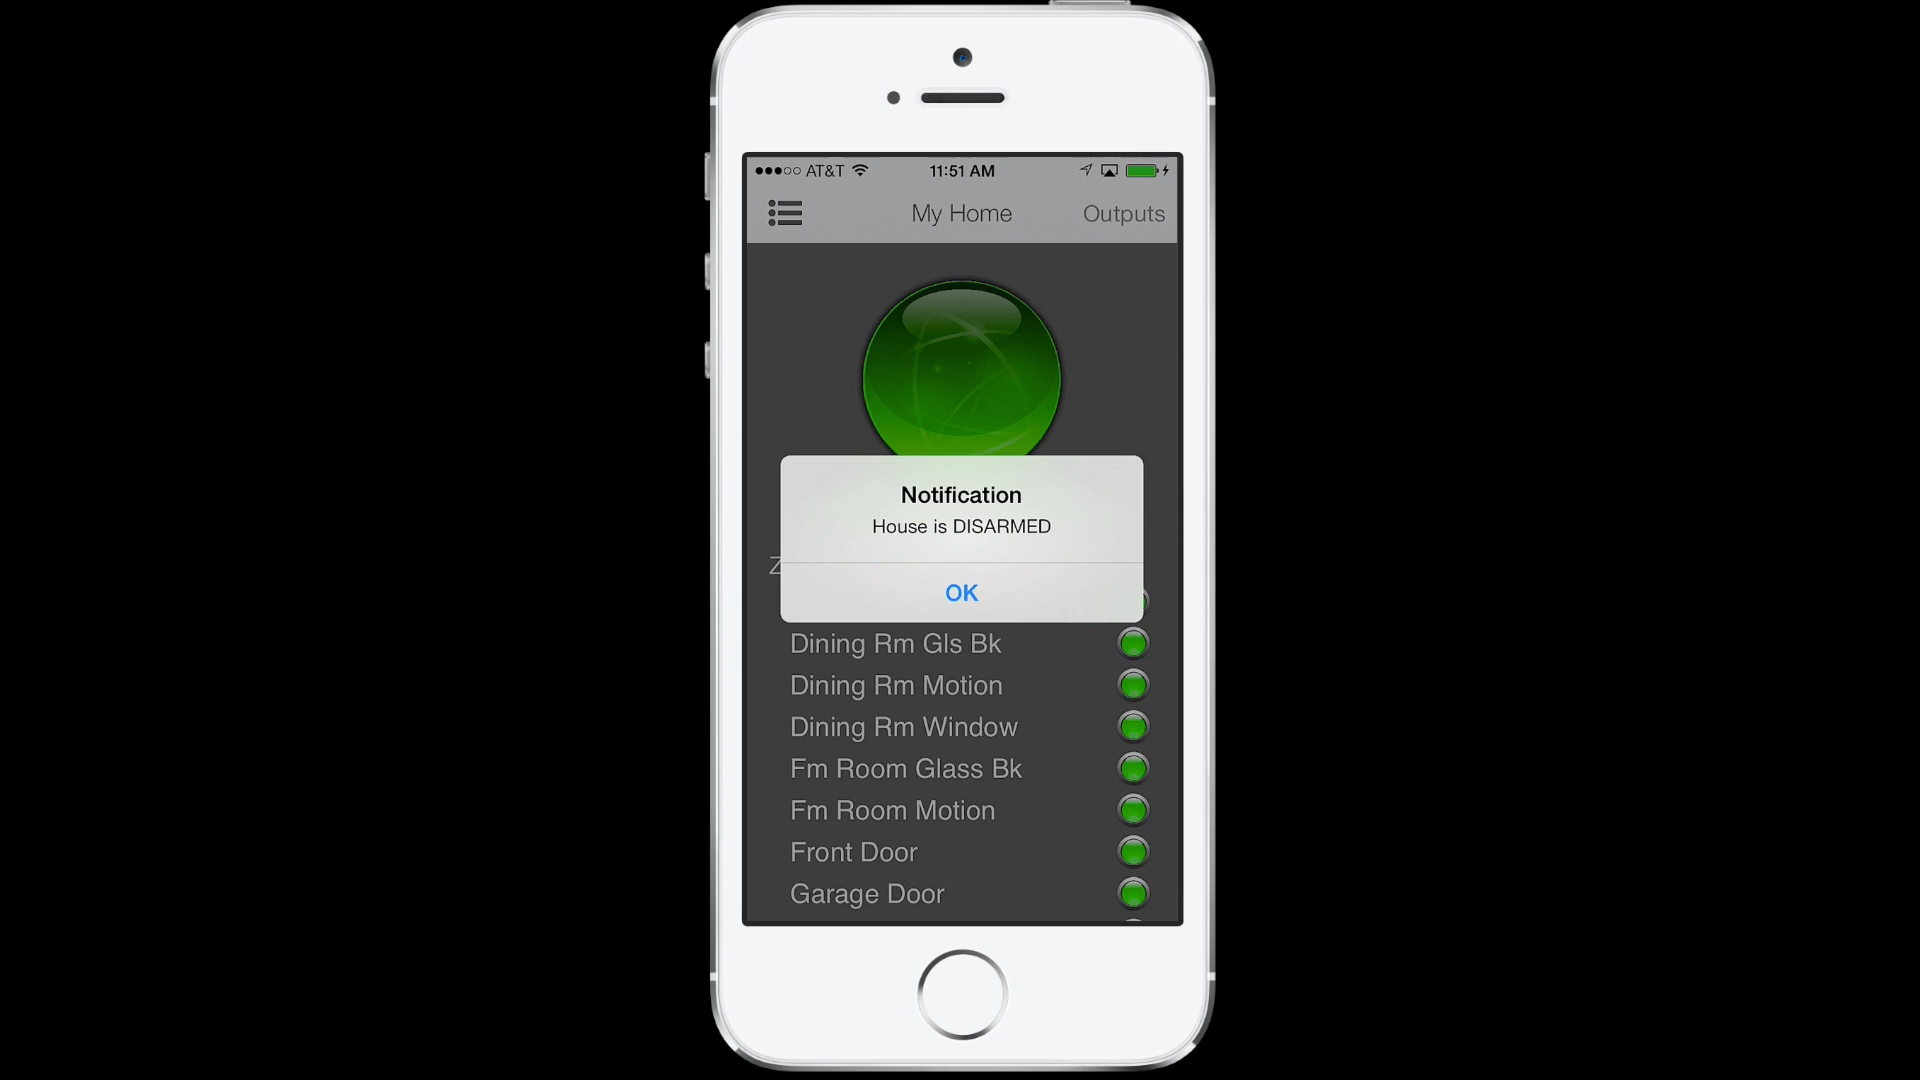 AT&T 11:51 AM
My Home Outputs
Notification
House is DISARMED
OK
Dining Rm Gls Bk
Dining Rm Motion
Dining Rm Window
Fm Room Glass Bk
Fm Room Motion
Front Door
Garage Door